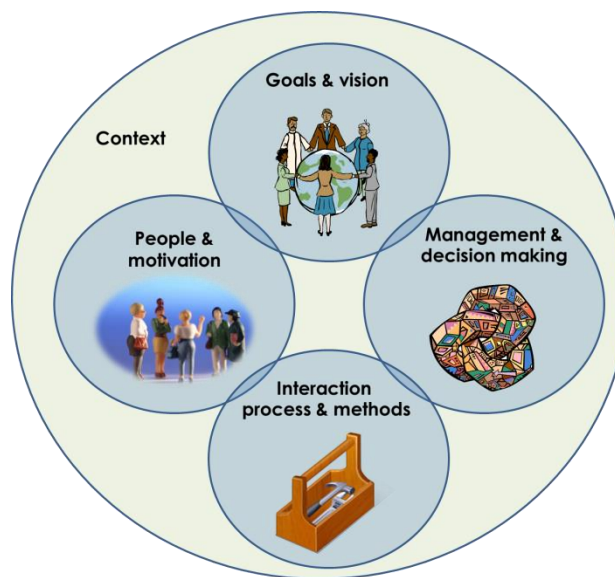 Goals & vision
Context
People &
motivation
Management &
decision making
Interaction
process & methods